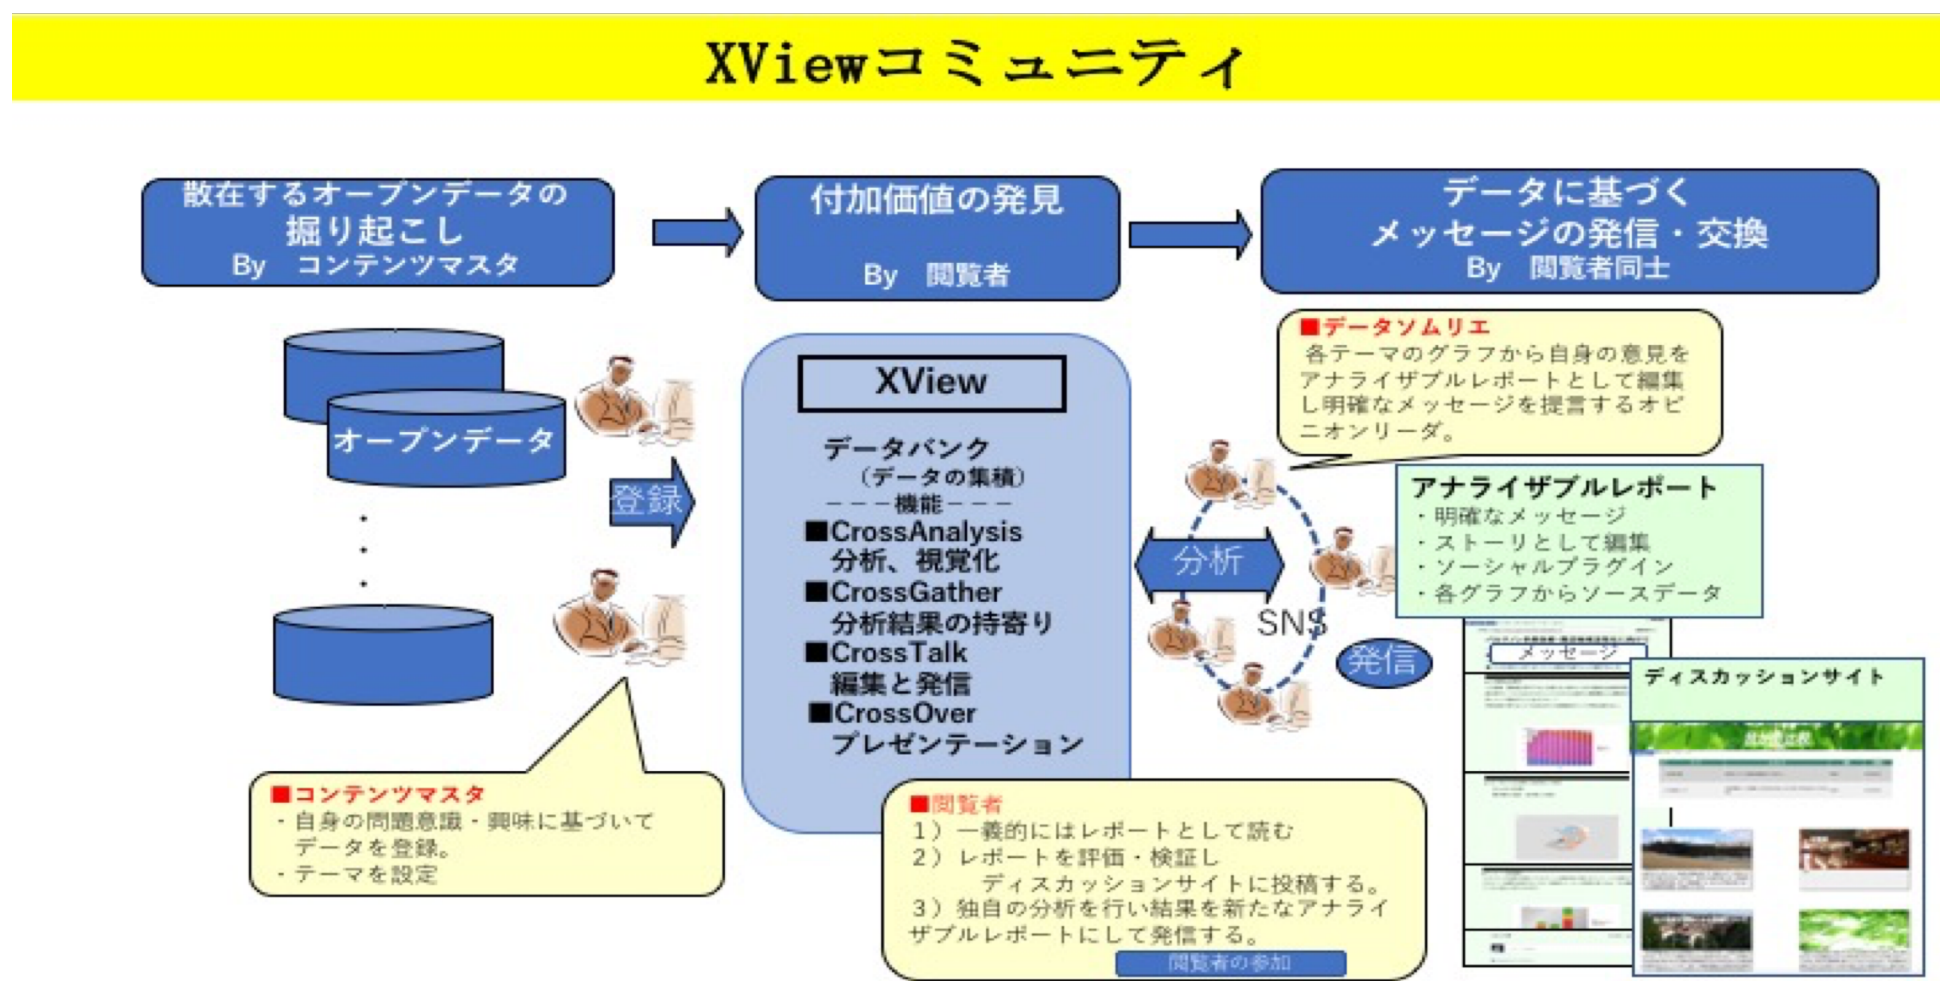 XViewコミュニティ
散在するオープンデータの
掘り起こし
By　コンテンツマスタ
付加価値の発見
By　閲覧者
データに基づく
メッセージの発信・交換
By　閲覧者同士
オープンデータ
登録
XView
データバンク
（データの集積）
－－－機能－－－
■CrossAnalysis
分析、視覚化
■CrossGather
分析結果の持寄り
■CrossTalk
編集と発信
■CrossOver
プレゼンテーション
■データソムリエ
各テーマのグラフから自身の意見を
アナライザブルレポートとして編集
し明確なメッセージを提言するオピ
ニオンリーダ。
分析
SNS
発信
アナライザブルレポート
・明確なメッセージ
・ストーリとして編集
・ソーシャルプラグイン
・各グラフからソースデータ
メッセージ
ディスカッションサイト
■コンテンツマスタ
・自身の問題意識・興味に基づいて
データを登録。
・テーマを設定
■閲覧者
１）一義的にはレポートとして読む
２）レポートを評価・検証し
ディスカッションサイトに投稿する。
３）独自の分析を行い結果を新たなアナライ
ザブルレポートにして発信する。
閲覧者の参加